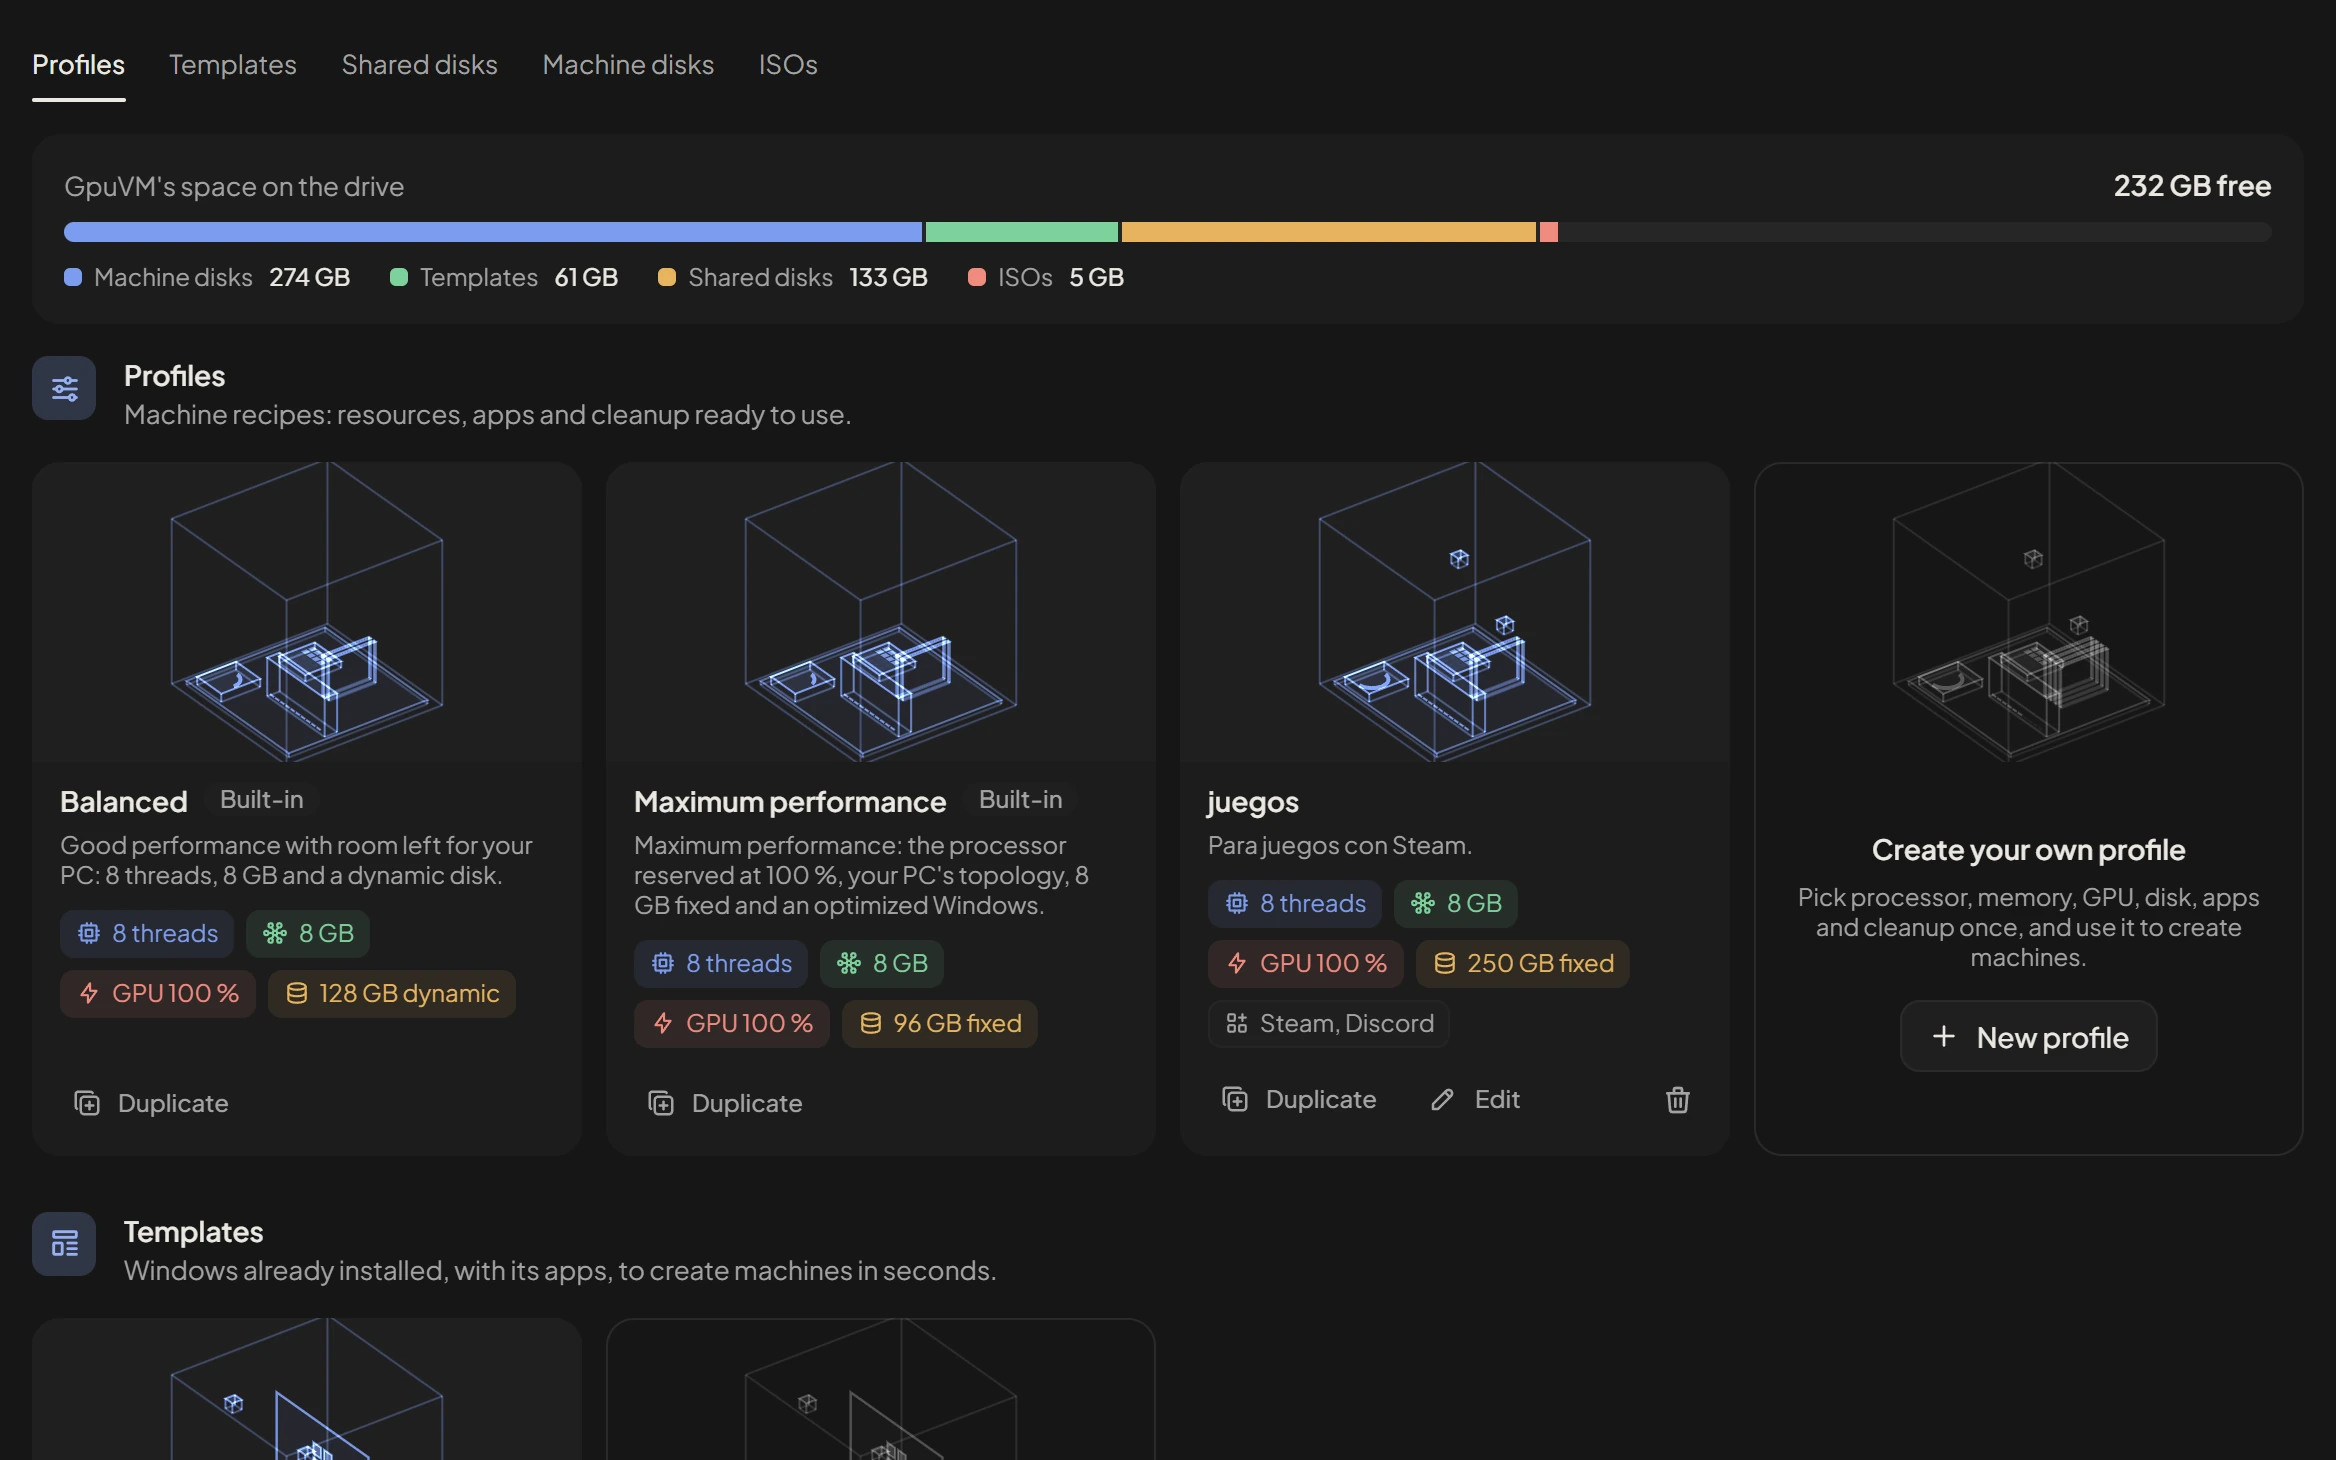 Profiles Templates Shared disks Machine disks ISOs
GpuVM's space on the drive 232 GB free
Machine disks 274 GB Templates 61 GB Shared disks 133 GB ISOs 5 GB
Profiles
Machine recipes: resources, apps and cleanup ready to use.
Balanced Built-in
Good performance with room left for your
PC: 8 threads, 8 GB and a dynamic disk.
8 threads 8 GB
GPU 100 % 128 GB dynamic
Duplicate
Maximum performance Built-in
Maximum performance: the processor
reserved at 100 %, your PC's topology, 8
GB fixed and an optimized Windows.
8 threads 8 GB
GPU 100 % 96 GB fixed
Duplicate
juegos
Para juegos con Steam.
8 threads 8 GB
GPU 100 % 250 GB fixed
Steam, Discord
Duplicate Edit
Create your own profile
Pick processor, memory, GPU, disk, apps
and cleanup once, and use it to create
machines.
New profile
Templates
Windows already installed, with its apps, to create machines in seconds.